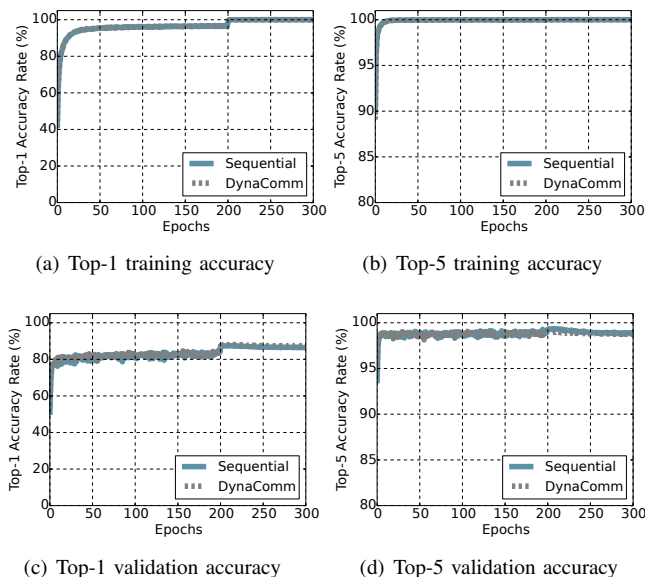 Top-1 Accuracy Rate (%)
100
80
60
40
20
0
0 50 100 150 200 250 300
Epochs
Sequential
DynaComm
(a) Top-1 training accuracy
Top-5 Accuracy Rate (%)
100
95
90
85
80
0 50 100 150 200 250 300
Epochs
Sequential
DynaComm
(b) Top-5 training accuracy
Top-1 Accuracy Rate (%)
100
80
60
40
20
0
0 50 100 150 200 250 300
Epochs
Sequential
DynaComm
(c) Top-1 validation accuracy
Top-5 Accuracy Rate (%)
100
95
90
85
80
0 50 100 150 200 250 300
Epochs
Sequential
DynaComm
(d) Top-5 validation accuracy